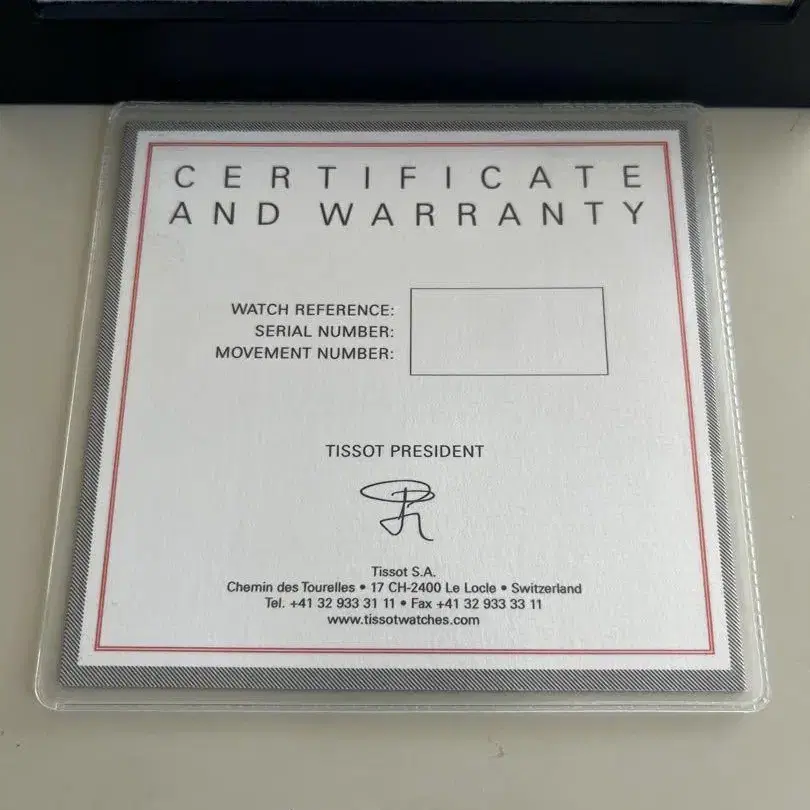 CERTIFICATE
AND WARRANTY
WATCH REFERENCE:
SERIAL NUMBER:
MOVEMENT NUMBER:
TISSOT PRESIDENT
Tissot S.A.
Chemin des Tourelles • 17 CH-2400 Le Locle • Switzerland
Tel. +41 32 933 31 11 • Fax +41 32 933 33 11
www.tissotwatches.com